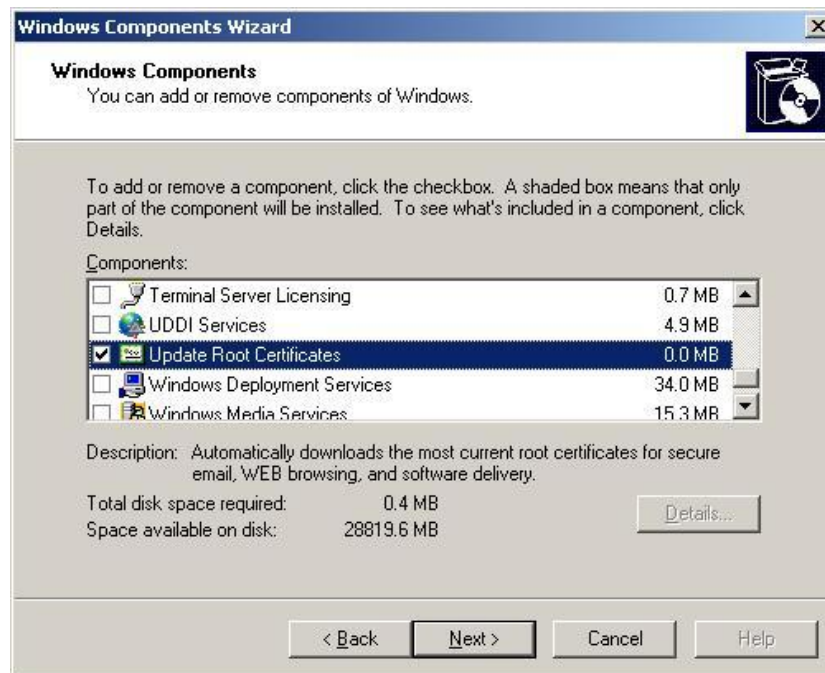 Windows Components Wizard
Windows Components
You can add or remove components of Windows.
To add or remove a component, click the checkbox. A shaded box means that only
part of the component will be installed. To see what's included in a component, click
Details.
Components:
Terminal Server Licensing 0.7 MB
UDDI Services 4.9 MB
Update Root Certificates 0.0 MB
Windows Deployment Services 34.0 MB
Windows Media Services 15.3 MB
Description: Automatically downloads the most current root certificates for secure
email, WEB browsing, and software delivery.
Total disk space required: 0.4 MB
Space available on disk: 28819.6 MB
Details...
< Back Next > Cancel Help